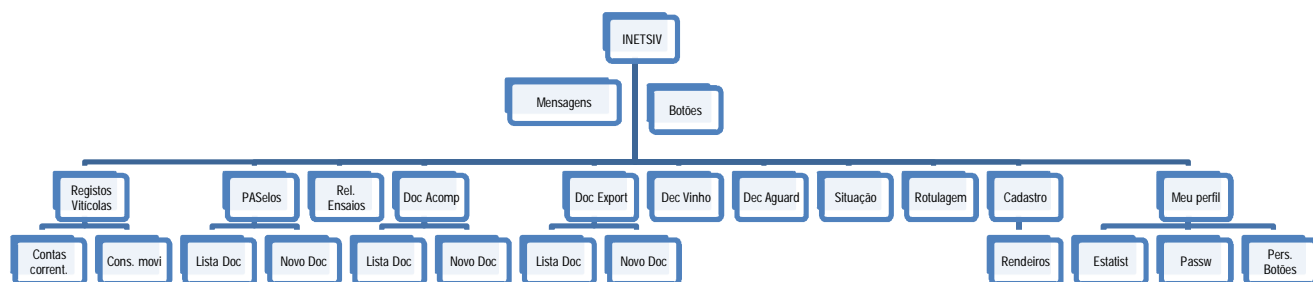 INETSIV
Mensagens
Botões
Registos
Vitícolas
PASelos
Rel.
Ensaios
Doc Acomp
Doc Export
Dec Vinho
Dec Aguard
Situação
Rotulagem
Cadastro
Meu perfil
Contas
corrent.
Cons. movi
Lista Doc
Novo Doc
Lista Doc
Novo Doc
Lista Doc
Novo Doc
Rendeiros
Estatist
Passw
Pers.
Botões